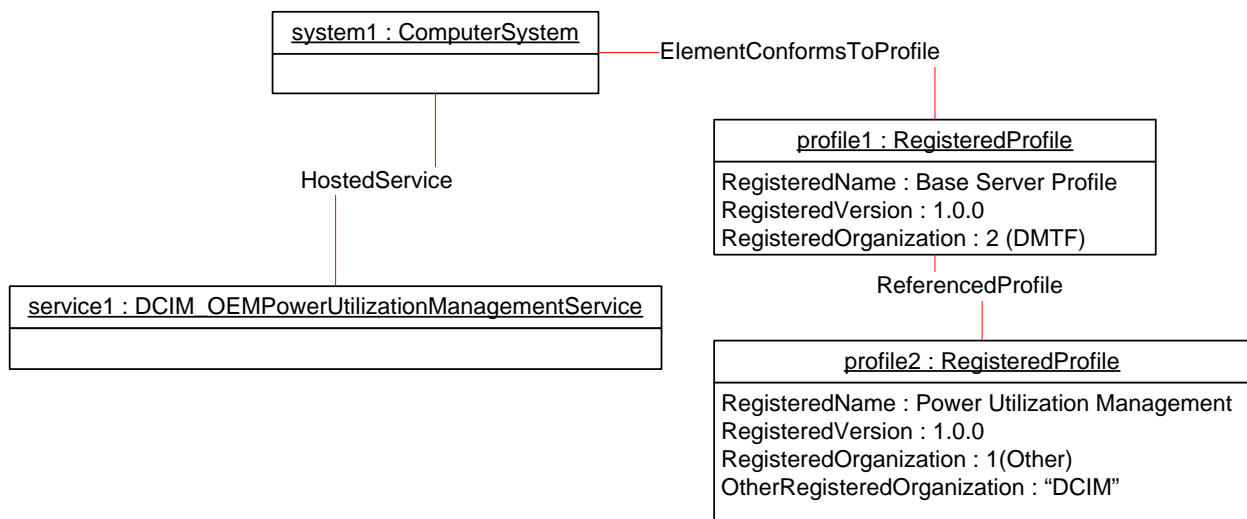 system1 : ComputerSystem
ElementConformsToProfile
profile1 : RegisteredProfile
RegisteredName : Base Server Profile
RegisteredVersion : 1.0.0
RegisteredOrganization : 2 (DMTF)
HostedService
ReferencedProfile
service1 : DCIM_OEMPowerUtilizationManagementService
profile2 : RegisteredProfile
RegisteredName : Power Utilization Management
RegisteredVersion : 1.0.0
RegisteredOrganization : 1(Other)
OtherRegisteredOrganization : “DCIM”